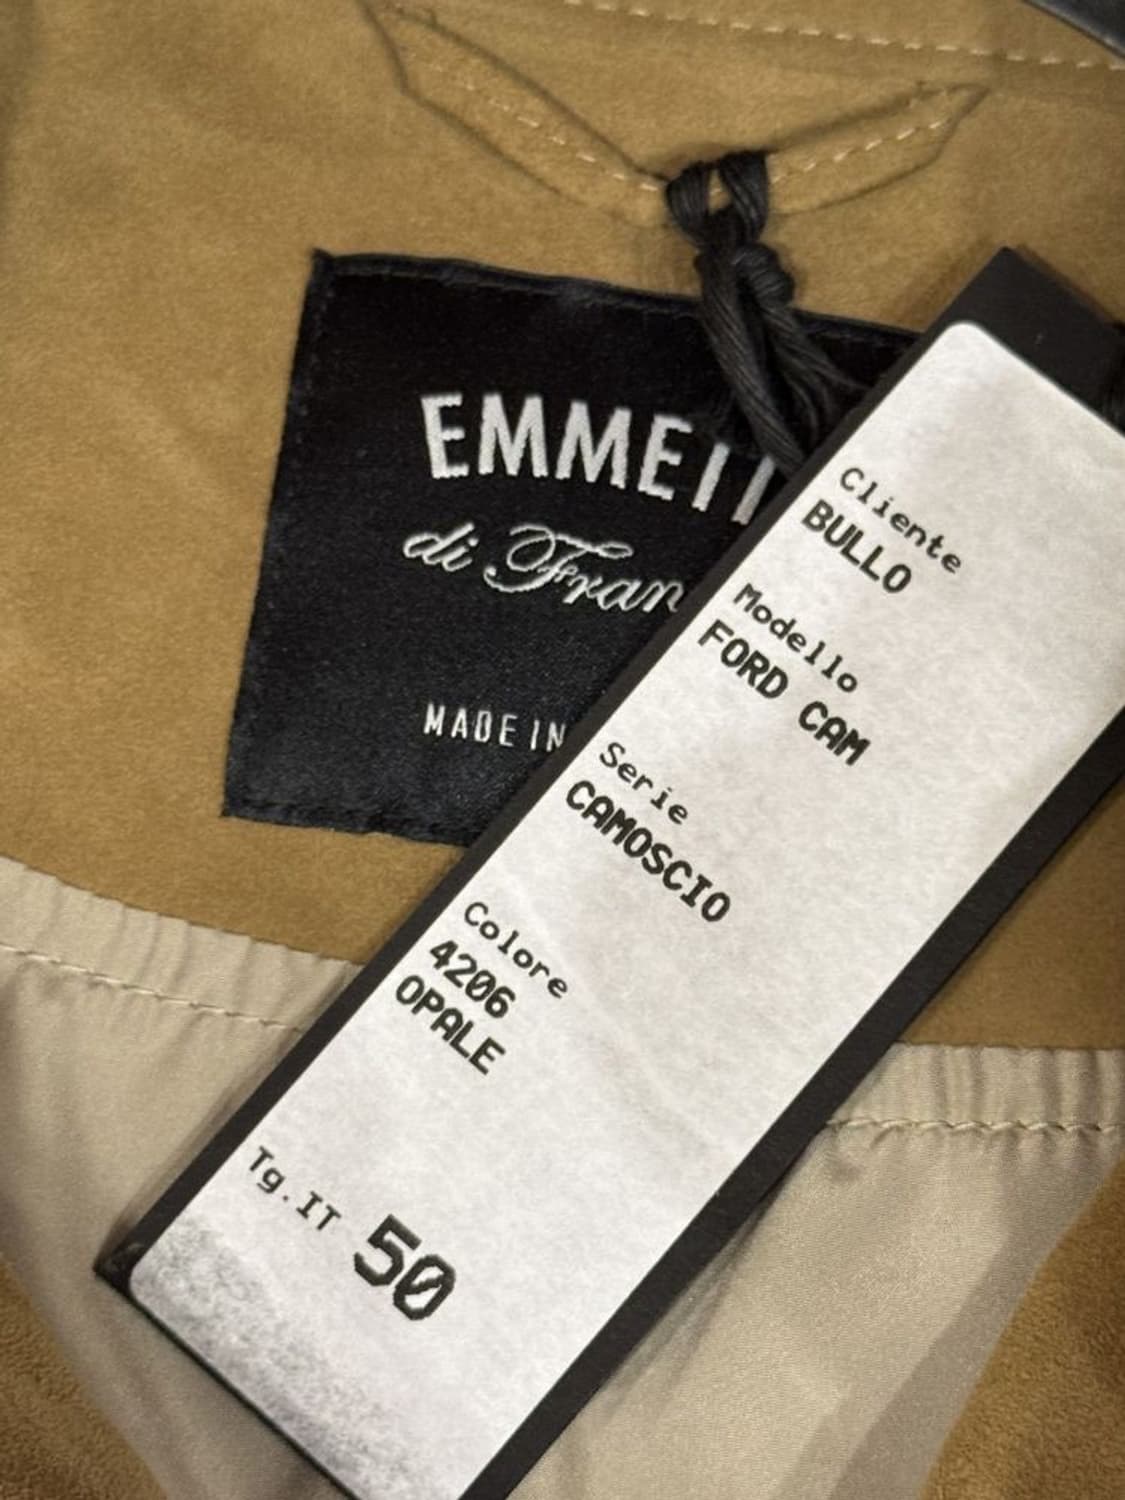 EMMETI
di Fran
MADE IN
Cliente
BULLO
Modello
FORD CAM
Serie
CAMOSCIO
Colore
4206
OPALE
Tg.IT 50